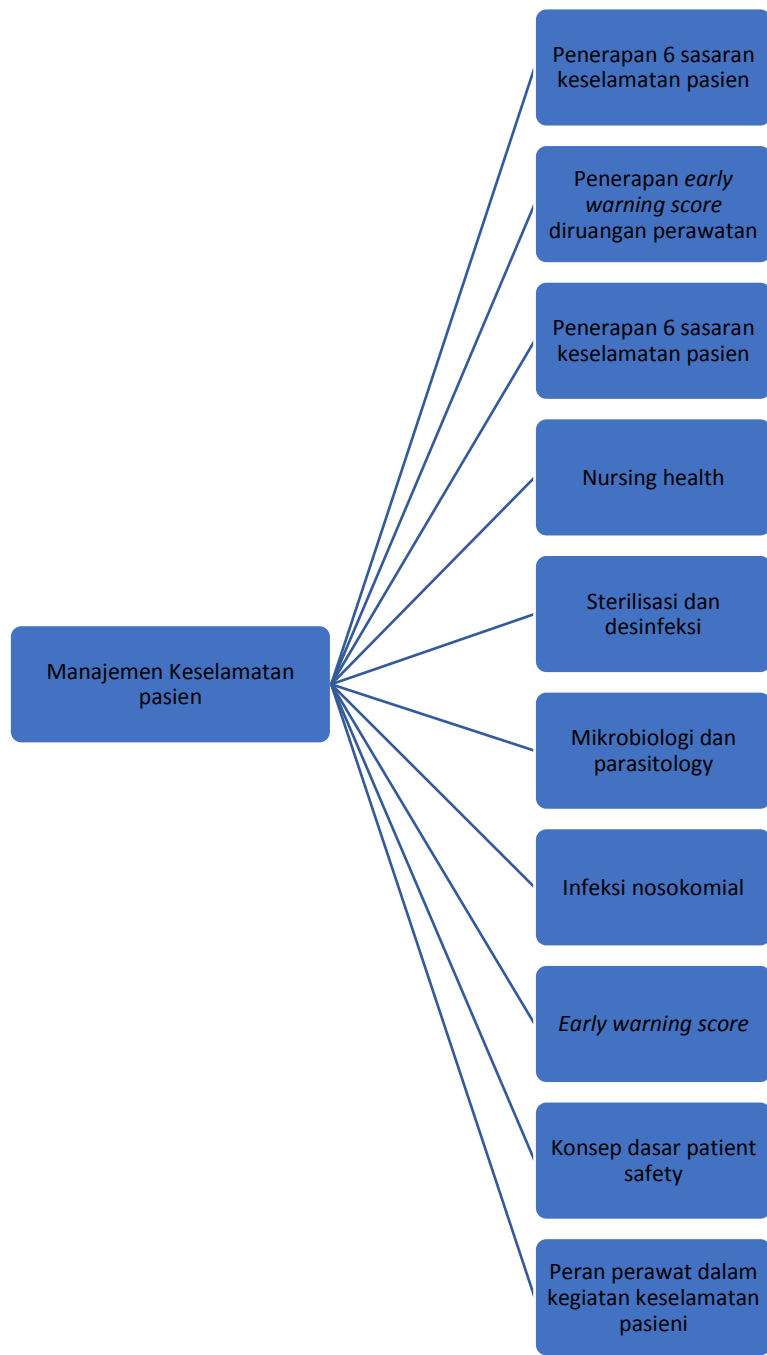 Penerapan 6 sasaran
keselamatan pasien
Penerapan early
warning score
diruangan perawatan
Penerapan 6 sasaran
keselamatan pasien
Nursing health
Sterilisasi dan
desinfeksi
Manajemen Keselamatan
pasien
Mikrobiologi dan
parasitology
Infeksi nosokomial
Early warning score
Konsep dasar patient
safety
Peran perawat dalam
kegiatan keselamatan
pasieni